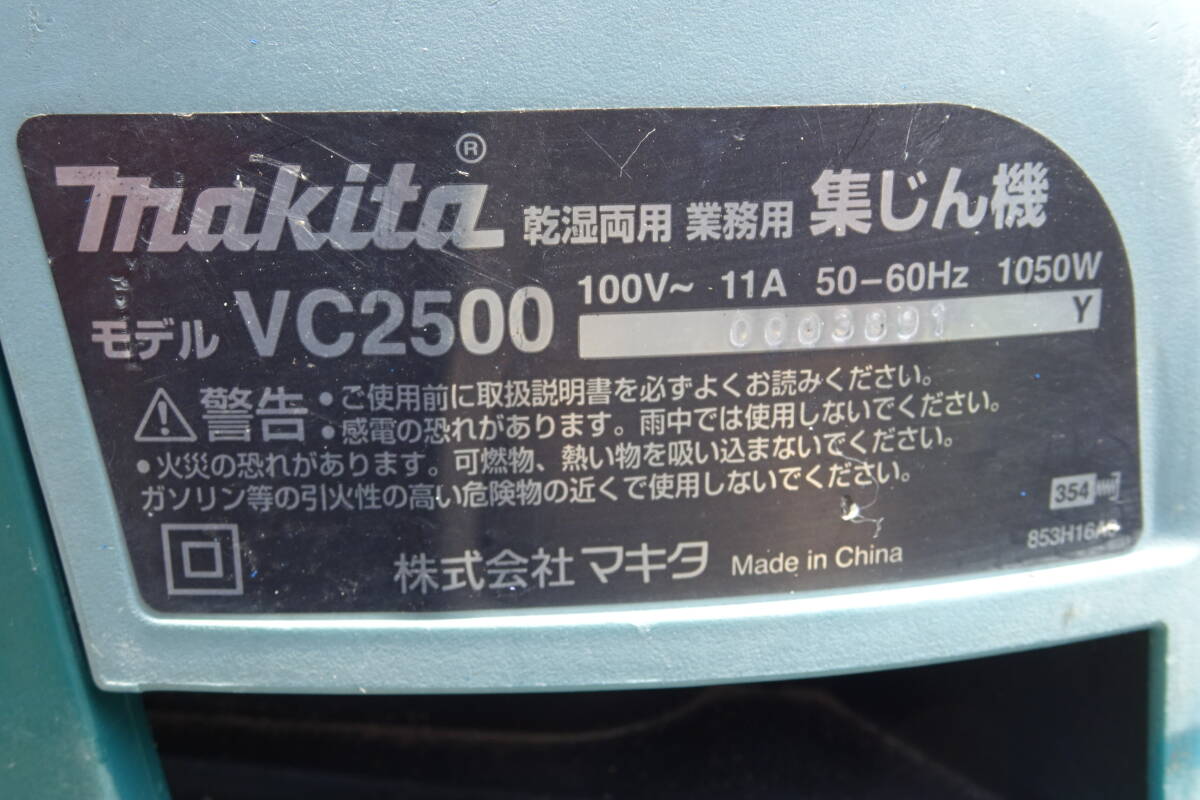 makita®
乾湿両用 業務用 集じん機
モデル VC2500
100V~ 11A 50-60Hz 1050W
0003891 Y
警告
•ご使用前に取扱説明書を必ずよくお読みください。
•感電の恐れがあります。雨中では使用しないでください。
•火災の恐れがあります。可燃物、熱い物を吸い込まないでください。
ガソリン等の引火性の高い危険物の近くで使用しないでください。
株式会社 マキタ Made in China
354